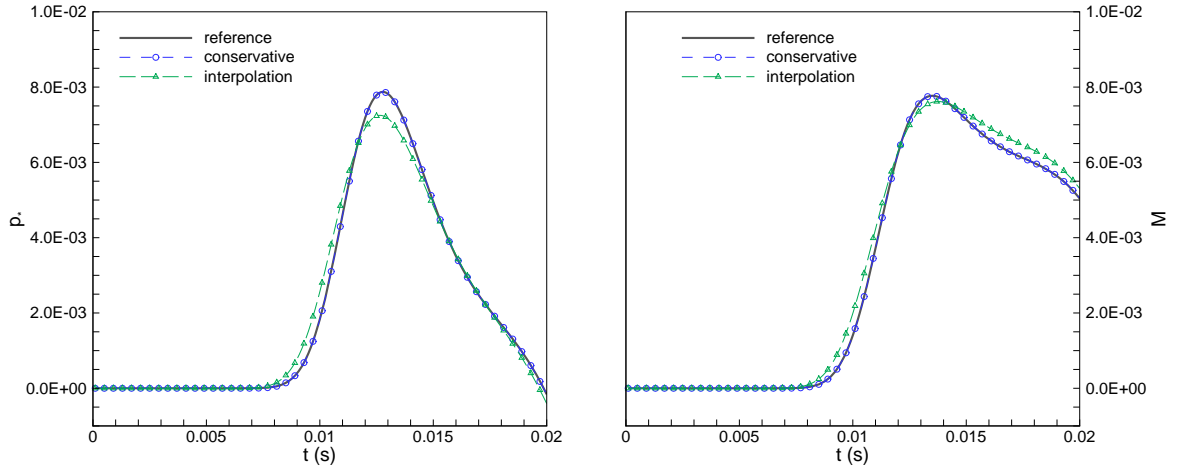 1.0E-02
8.0E-03
6.0E-03
4.0E-03
2.0E-03
0.0E+00
p*
reference
conservative
interpolation
0
0.005
0.01
0.015
0.02
t (s)
reference
conservative
interpolation
0
0.005
0.01
0.015
0.02
t (s)
1.0E-02
8.0E-03
6.0E-03
4.0E-03
2.0E-03
0.0E+00
M